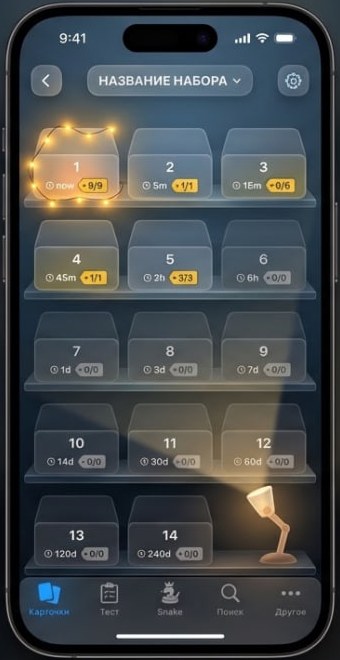 9:41
НАЗВАНИЕ НАБОРА
1 2 3
now 9/9 5m 1/1 15m 0/6
4 5 6
45m 1/1 2h 373 6h 0/0
7 8 9
1d 0/0 3d 0/0 7d 0/0
10 11 12
14d 0/0 30d 0/0 60d 0/0
13 14
120d 0/0 240d 0/0
Карточки Тест Snake Поиск Другое